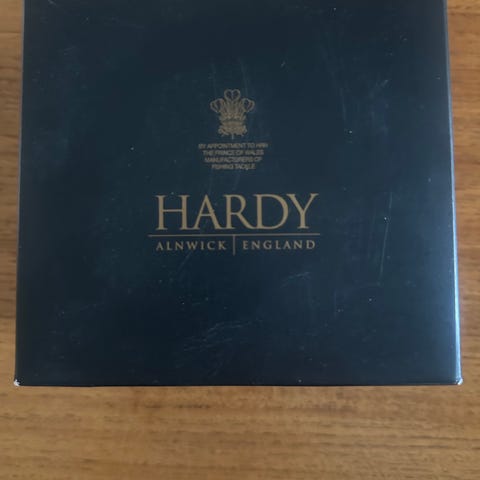 BY APPOINTMENT TO HRH
THE PRINCE OF WALES
MANUFACTURERS OF
FISHING TACKLE
HARDY
ALNWICK | ENGLAND